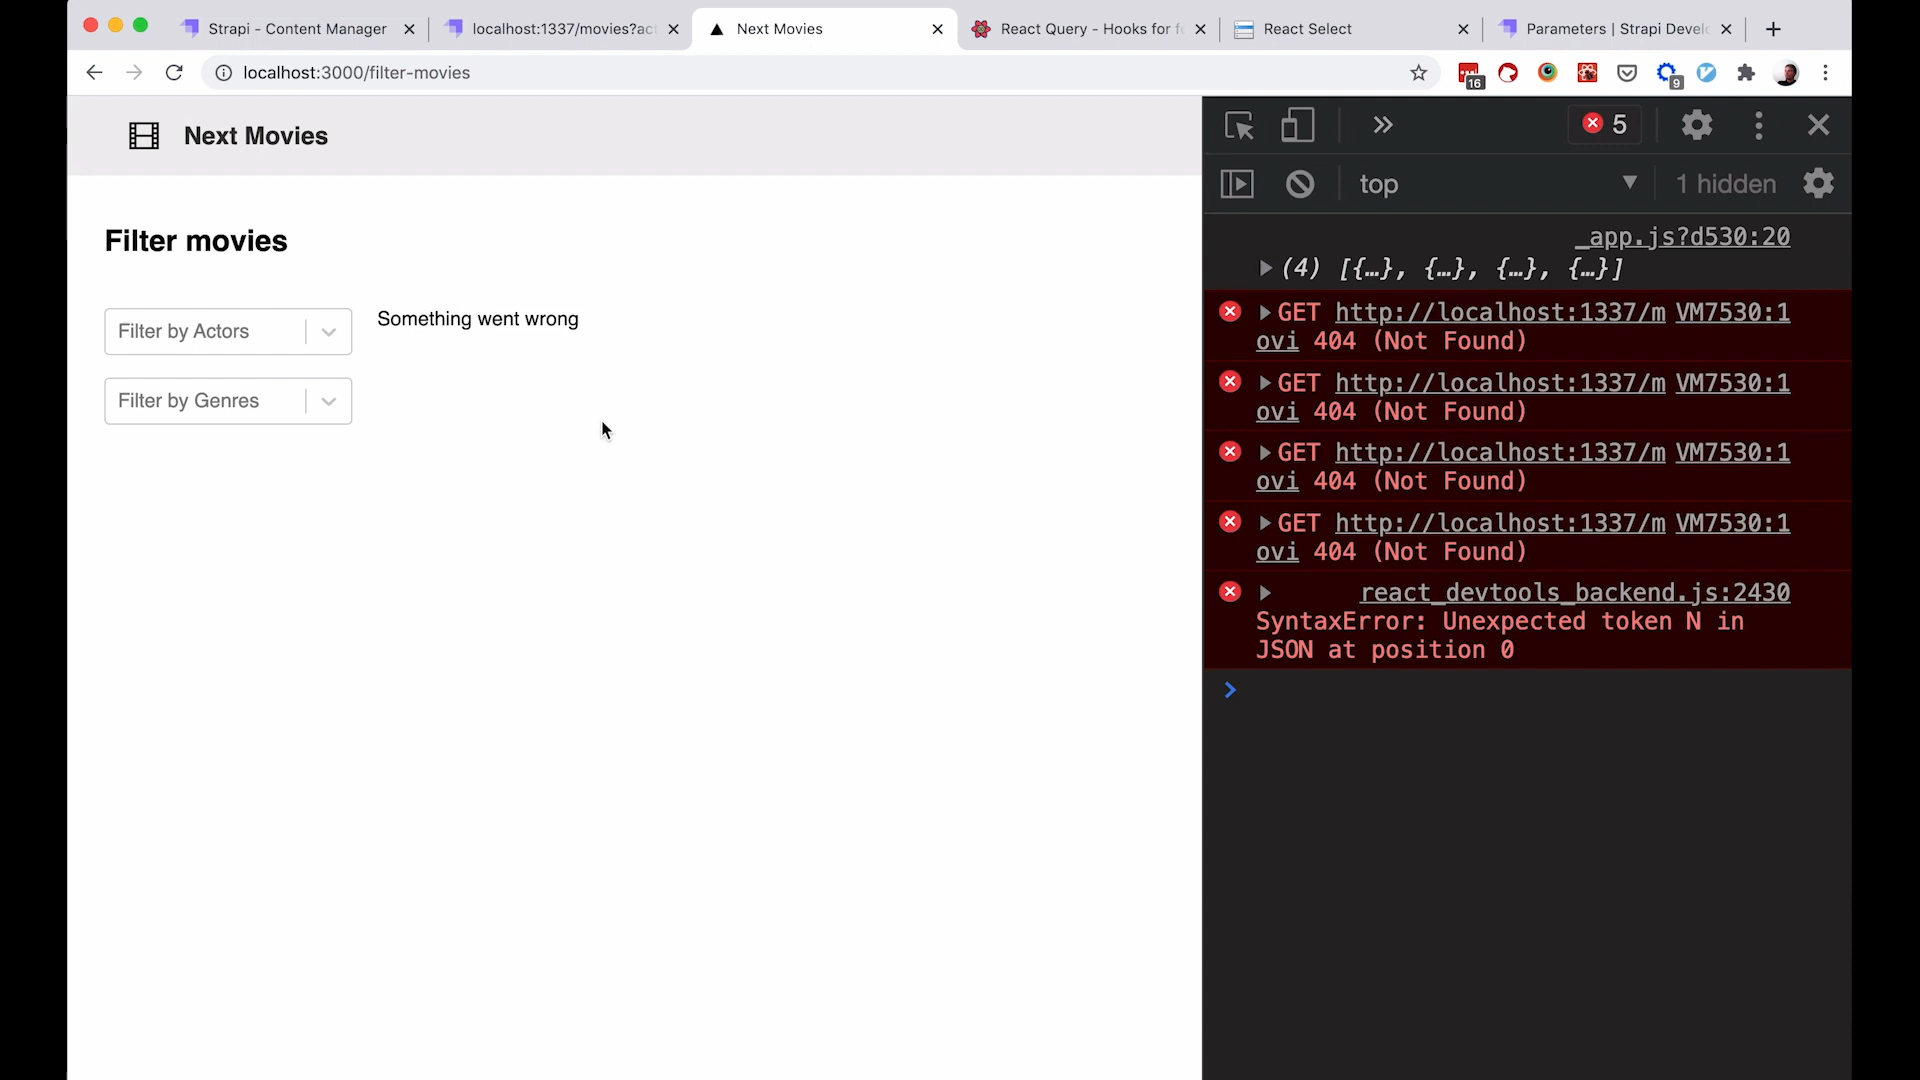 Strapi - Content Manager
localhost:1337/movies?ac
Next Movies
React Query - Hooks for fe
React Select
Parameters | Strapi Devel
localhost:3000/filter-movies
16
9
Next Movies
Filter movies
Filter by Actors
Something went wrong
Filter by Genres
5
top
1 hidden
_app.js?d530:20
(4) [{…}, {…}, {…}, {…}]
GET http://localhost:1337/m VM7530:1
ovi 404 (Not Found)
GET http://localhost:1337/m VM7530:1
ovi 404 (Not Found)
GET http://localhost:1337/m VM7530:1
ovi 404 (Not Found)
GET http://localhost:1337/m VM7530:1
ovi 404 (Not Found)
react_devtools_backend.js:2430
SyntaxError: Unexpected token N in
JSON at position 0